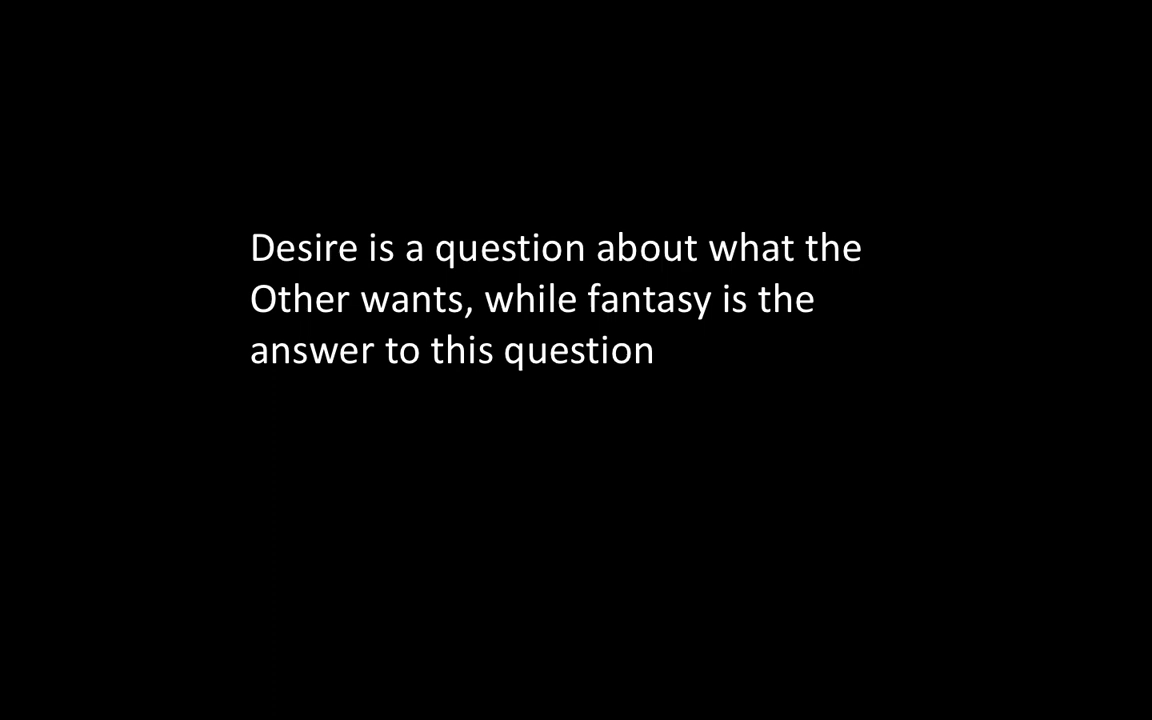 Desire is a question about what the
Other wants, while fantasy is the
answer to this question